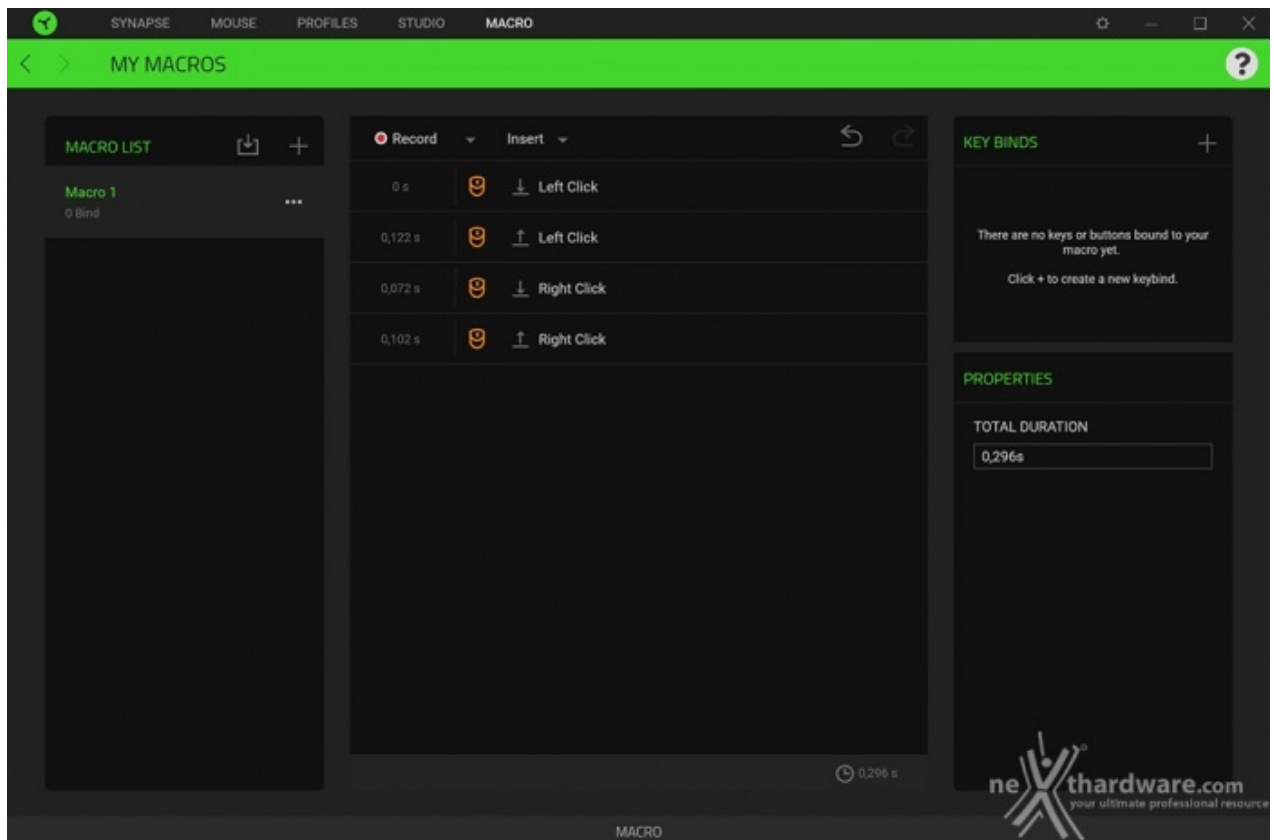 SYNAPSE MOUSE PROFILES STUDIO MACRO
MY MACROS
?
MACRO LIST
Macro 1
0 Bind
Record Insert
0 s Left Click
0,122 s Left Click
0,072 s Right Click
0,102 s Right Click
0,296 s
KEY BINDS
There are no keys or buttons bound to your
macro yet.
Click + to create a new keybind.
PROPERTIES
TOTAL DURATION
0,296s
nexthardware.com
your ultimate professional resource
MACRO